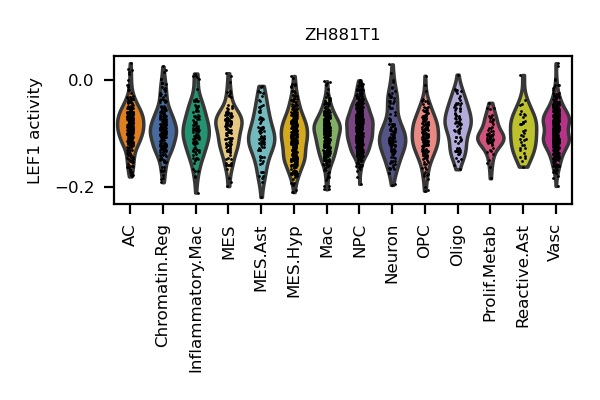 ZH881T1
LEF1 activity
0.0
−0.2
AC
Chromatin.Reg
Inflammatory.Mac
MES
MES.Ast
MES.Hyp
Mac
NPC
Neuron
OPC
Oligo
Prolif.Metab
Reactive.Ast
Vasc